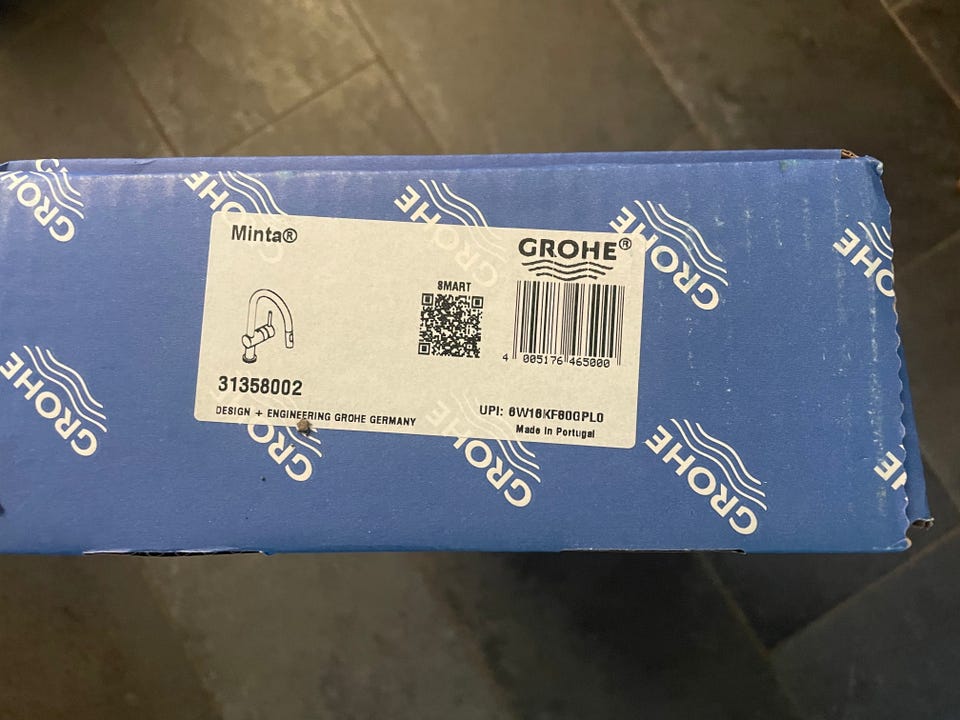 Minta®
GROHE®
SMART
4 005176 465000
31358002
DESIGN + ENGINEERING GROHE GERMANY
UPI: 6W16KF60GPL0
Made in Portugal
GROHE
GROHE
GROHE
GROHE
GROHE
GROHE
GROHE
GROHE
GROHE